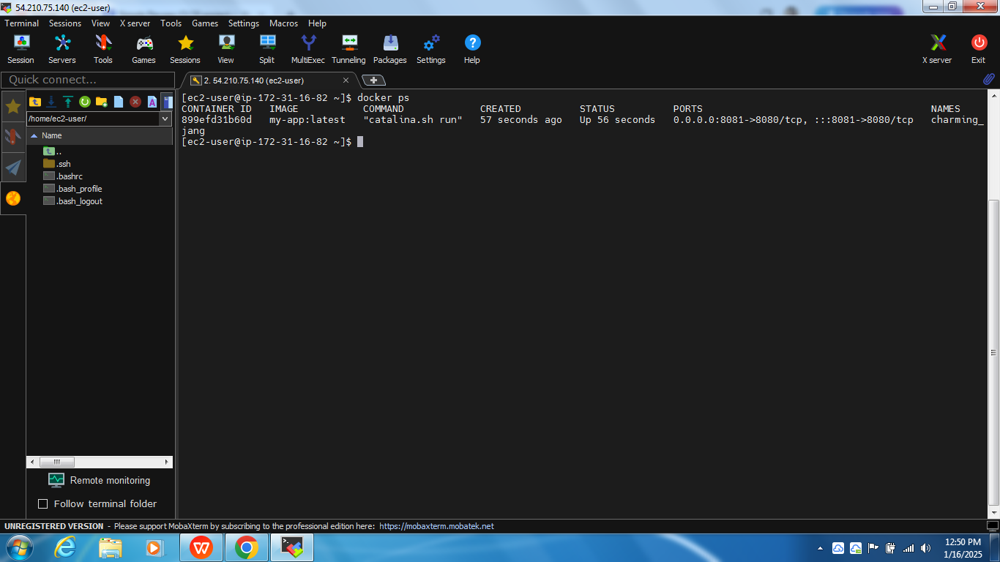 54.210.75.140 (ec2-user)
Terminal Sessions View X server Tools Games Settings Macros Help
Session Servers Tools Games Sessions View Split MultiExec Tunneling Packages Settings Help X server Exit
Quick connect...
2. 54.210.75.140 (ec2-user)
/home/ec2-user/
Name
..
.ssh
.bashrc
.bash_profile
.bash_logout
[ec2-user@ip-172-31-16-82 ~]$ docker ps
CONTAINER ID   IMAGE           COMMAND             CREATED          STATUS          PORTS                                       NAMES
899efd31b60d   my-app:latest   "catalina.sh run"   57 seconds ago   Up 56 seconds   0.0.0.0:8081->8080/tcp, :::8081->8080/tcp   charming_
jang
[ec2-user@ip-172-31-16-82 ~]$
Remote monitoring
Follow terminal folder
UNREGISTERED VERSION - Please support MobaXterm by subscribing to the professional edition here: https://mobaxterm.mobatek.net
12:50 PM
1/16/2025